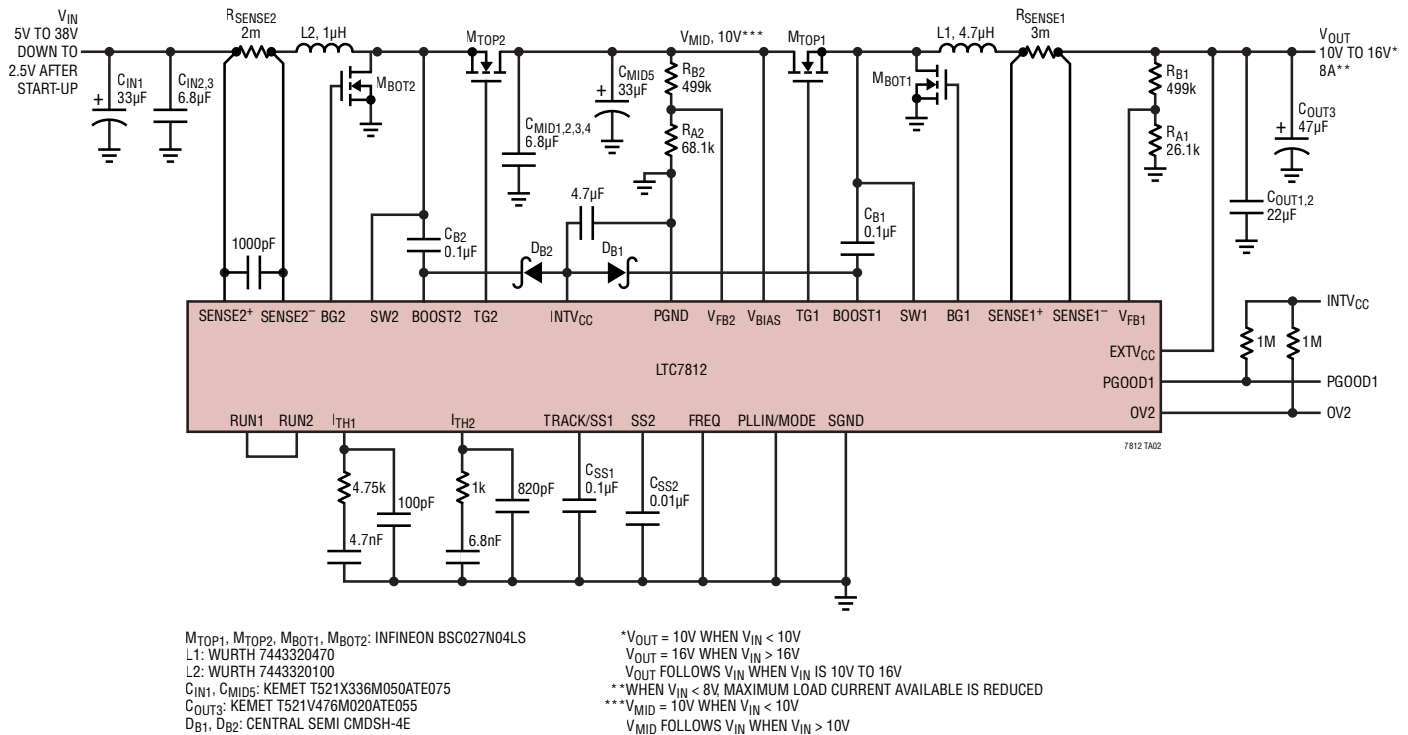 VIN
5V TO 38V
DOWN TO
2.5V AFTER
START-UP
RSENSE2
2m
L2, 1µH
MTOP2
VMID, 10V***
MTOP1
L1, 4.7µH
RSENSE1
3m
VOUT
10V TO 16V*
8A**
CIN1
33µF
CIN2,3
6.8µF
MBOT2
CMID1,2,3,4
6.8µF
+
CMID5
33µF
RB2
499k
RA2
68.1k
MBOT1
RB1
499k
RA1
26.1k
+
COUT3
47µF
COUT1,2
22µF
+
1000pF
CB2
0.1µF
4.7µF
DB2
DB1
CB1
0.1µF
SENSE2+
SENSE2–
BG2
SW2
BOOST2
TG2
INTVCC
PGND
VFB2
VBIAS
TG1
BOOST1
SW1
BG1
SENSE1+
SENSE1–
VFB1
LTC7812
EXTVCC
PGOOD1
OV2
INTVCC
1M
1M
PGOOD1
OV2
RUN1
RUN2
ITH1
ITH2
TRACK/SS1
SS2
FREQ
PLLIN/MODE
SGND
7812 TA02
4.75k
100pF
4.7nF
1k
820pF
6.8nF
CSS1
0.1µF
CSS2
0.01µF
MTOP1, MTOP2, MBOT1, MBOT2: INFINEON BSC027N04LS
L1: WURTH 7443320470
L2: WURTH 7443320100
CIN1, CMID5: KEMET T521X336M050ATE075
COUT3: KEMET T521V476M020ATE055
DB1, DB2: CENTRAL SEMI CMDSH-4E
*VOUT = 10V WHEN VIN < 10V
VOUT = 16V WHEN VIN > 16V
VOUT FOLLOWS VIN WHEN VIN IS 10V TO 16V
**WHEN VIN < 8V, MAXIMUM LOAD CURRENT AVAILABLE IS REDUCED
***VMID = 10V WHEN VIN < 10V
VMID FOLLOWS VIN WHEN VIN > 10V